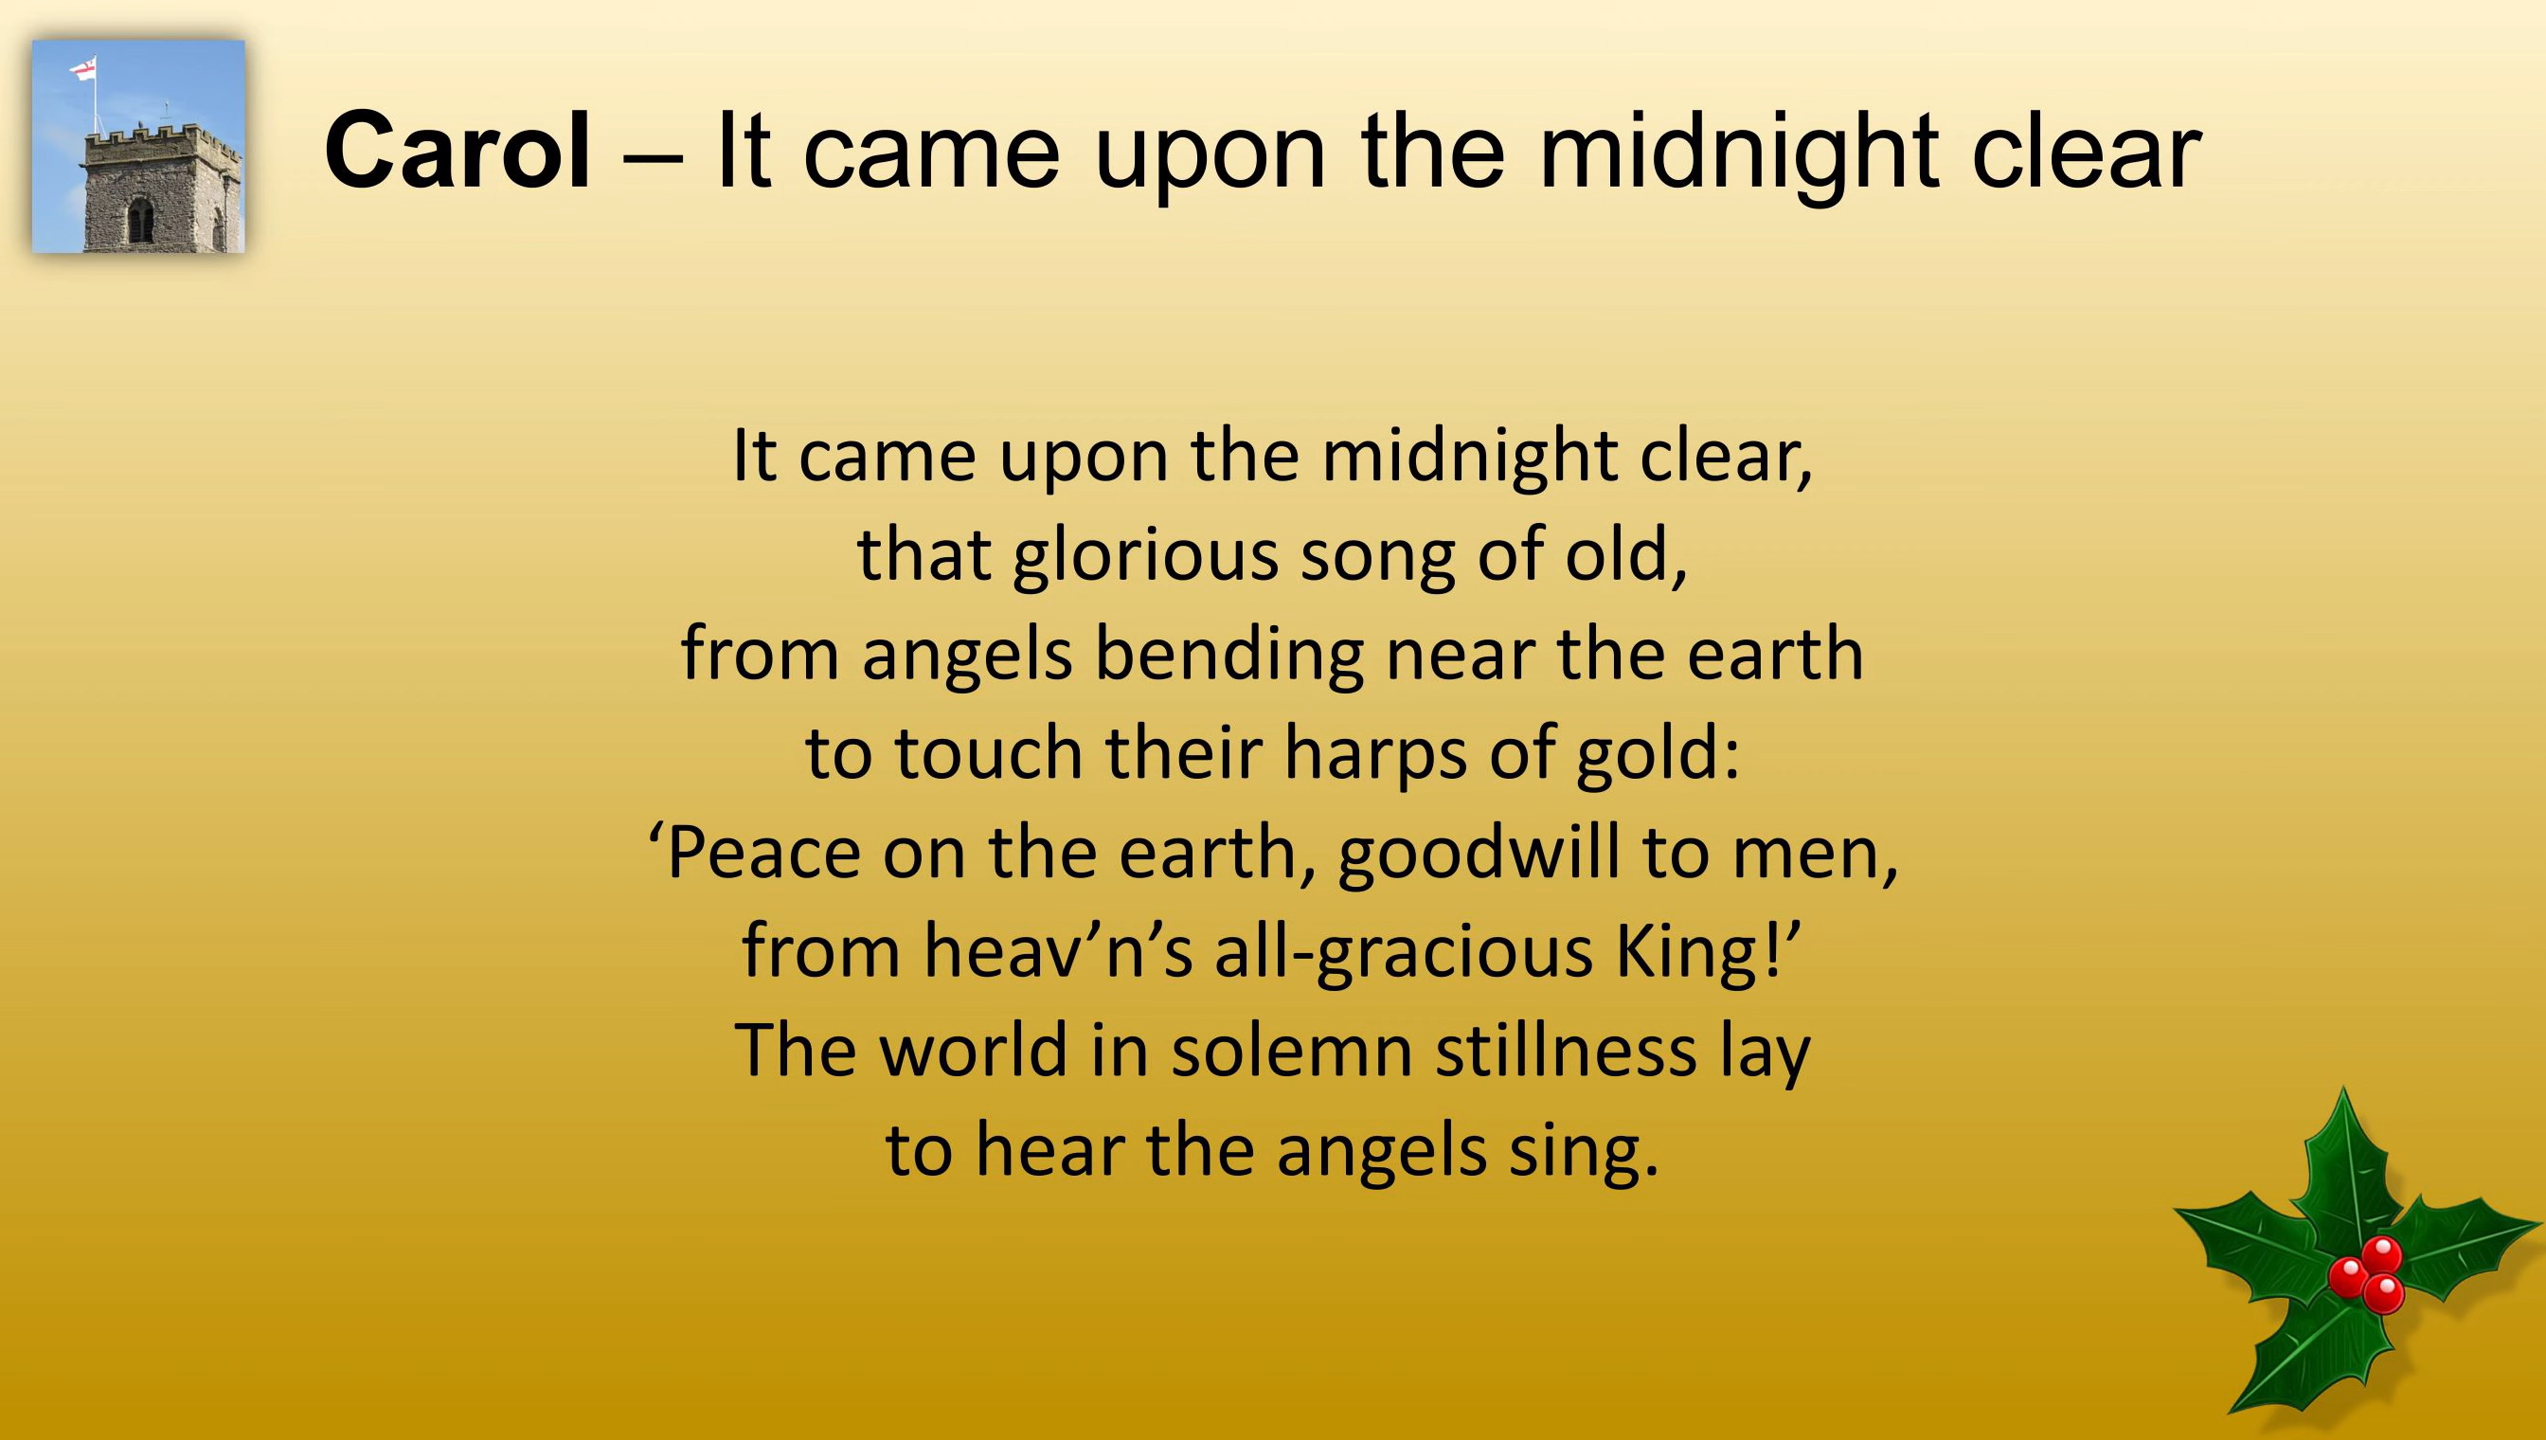 Carol – It came upon the midnight clear
It came upon the midnight clear,
that glorious song of old,
from angels bending near the earth
to touch their harps of gold:
‘Peace on the earth, goodwill to men,
from heav’n’s all-gracious King!’
The world in solemn stillness lay
to hear the angels sing.